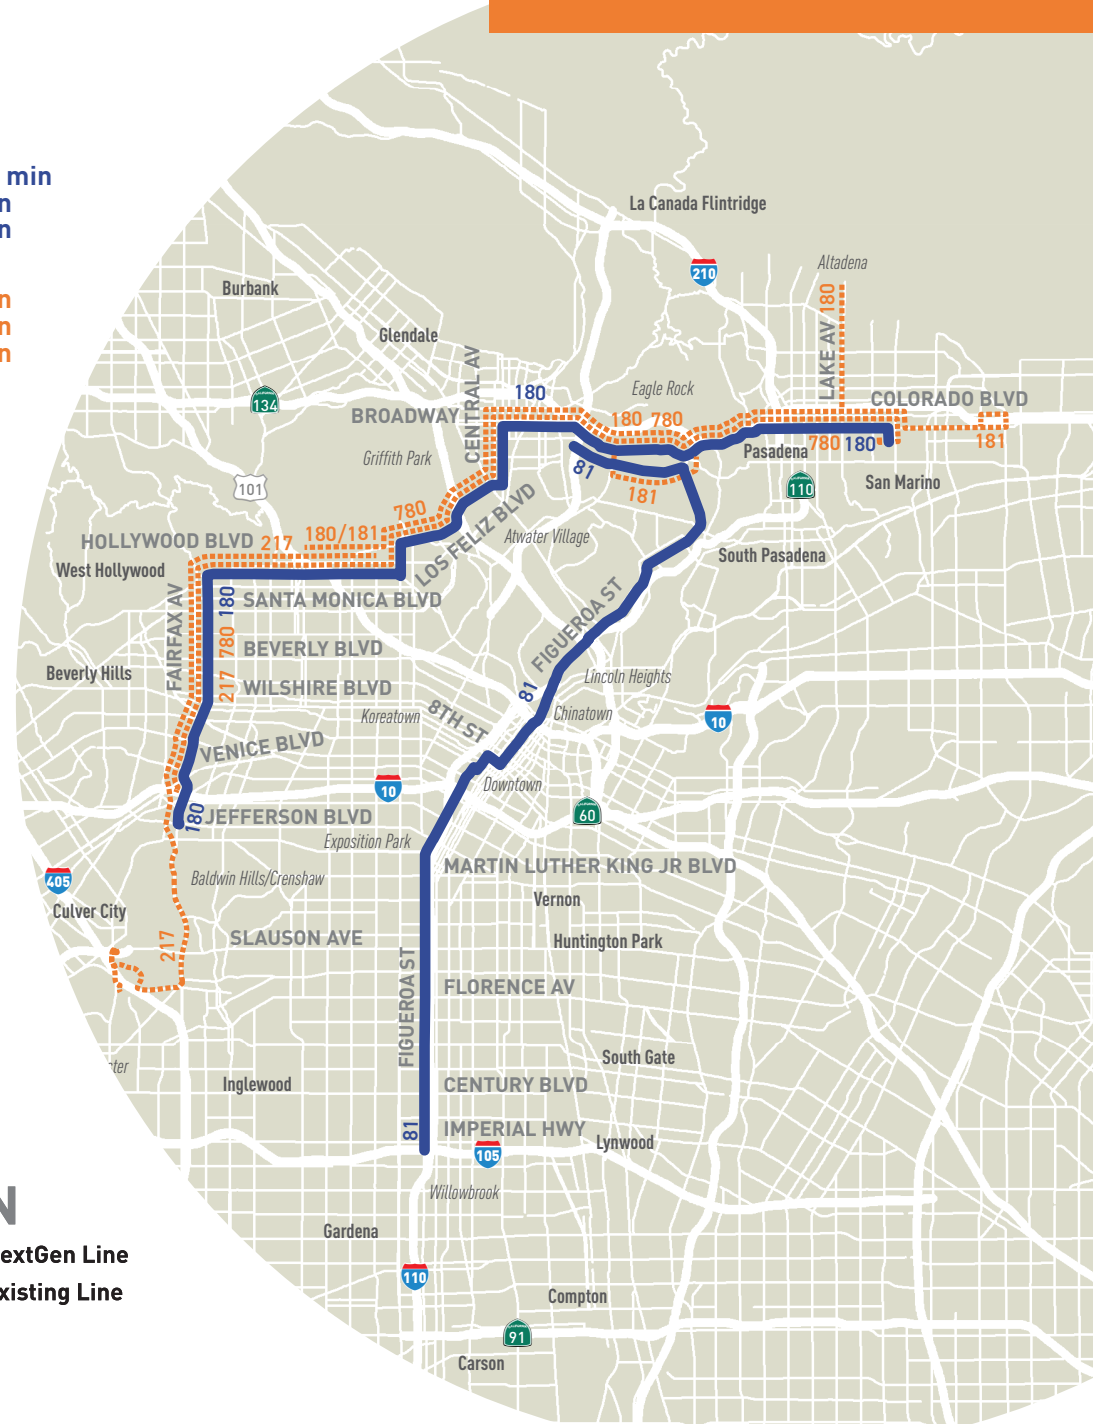 min
n
n
n
n
n
La Canada Flintridge
210
Altadena
Burbank
180
LAKE AV
Glendale
CENTRAL AV
Eagle Rock
180
134
BROADWAY
COLORADO BLVD
180 780
Griffith Park
Pasadena
780 180
181
81
181
101
110
San Marino
780
LOS FELIZ BLVD
Atwater Village
HOLLYWOOD BLVD
217
180/181
South Pasadena
West Hollywood
FAIRFAX AV
180
SANTA MONICA BLVD
FIGUEROA ST
780
BEVERLY BLVD
Beverly Hills
217
WILSHIRE BLVD
Lincoln Heights
81
Koreatown
8TH ST
Chinatown
10
VENICE BLVD
10
Downtown
60
180
JEFFERSON BLVD
Exposition Park
MARTIN LUTHER KING JR BLVD
405
Baldwin Hills/Crenshaw
Vernon
Culver City
217
SLAUSON AVE
Huntington Park
FIGUEROA ST
FLORENCE AV
South Gate
ter
Inglewood
CENTURY BLVD
81
IMPERIAL HWY
105
Lynwood
Willowbrook
N
Gardena
extGen Line
110
xisting Line
Compton
91
Carson